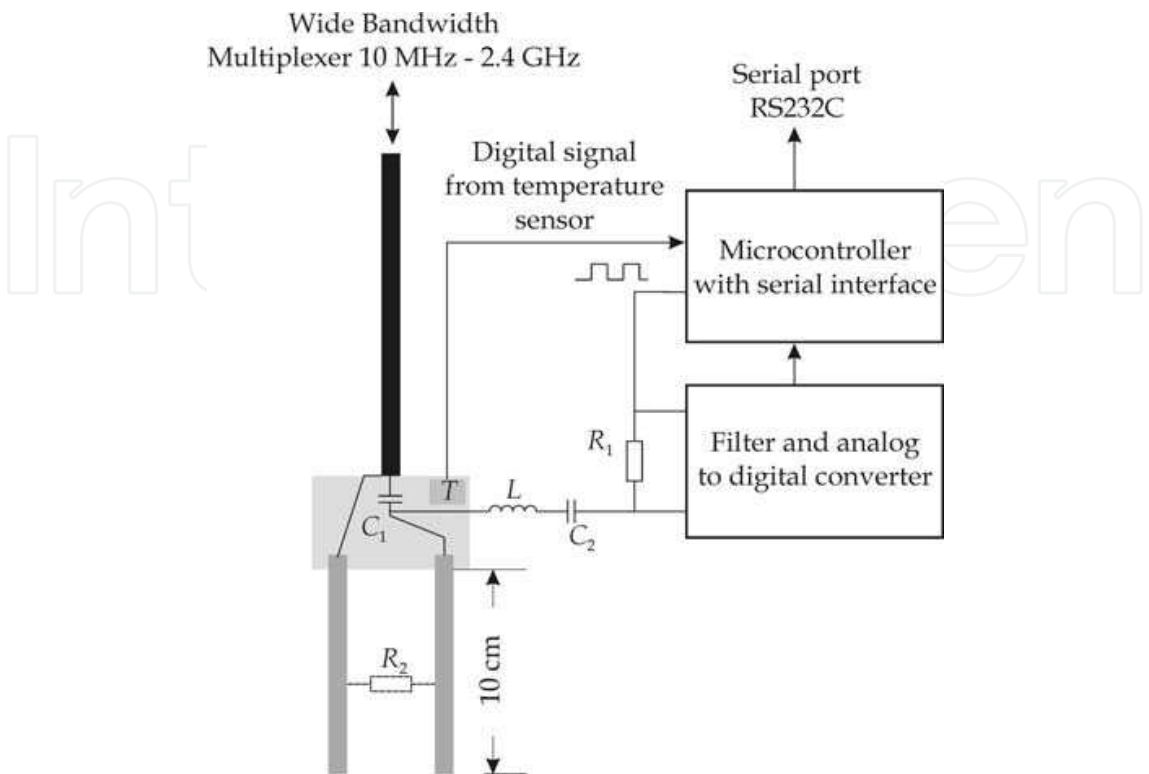 Wide Bandwidth
Multiplexer 10 MHz - 2.4 GHz
Serial port
RS232C
Digital signal
from temperature
sensor
Microcontroller
with serial interface
R₁
Filter and analog
to digital converter
T
L
C₁
C₂
R₂
10 cm